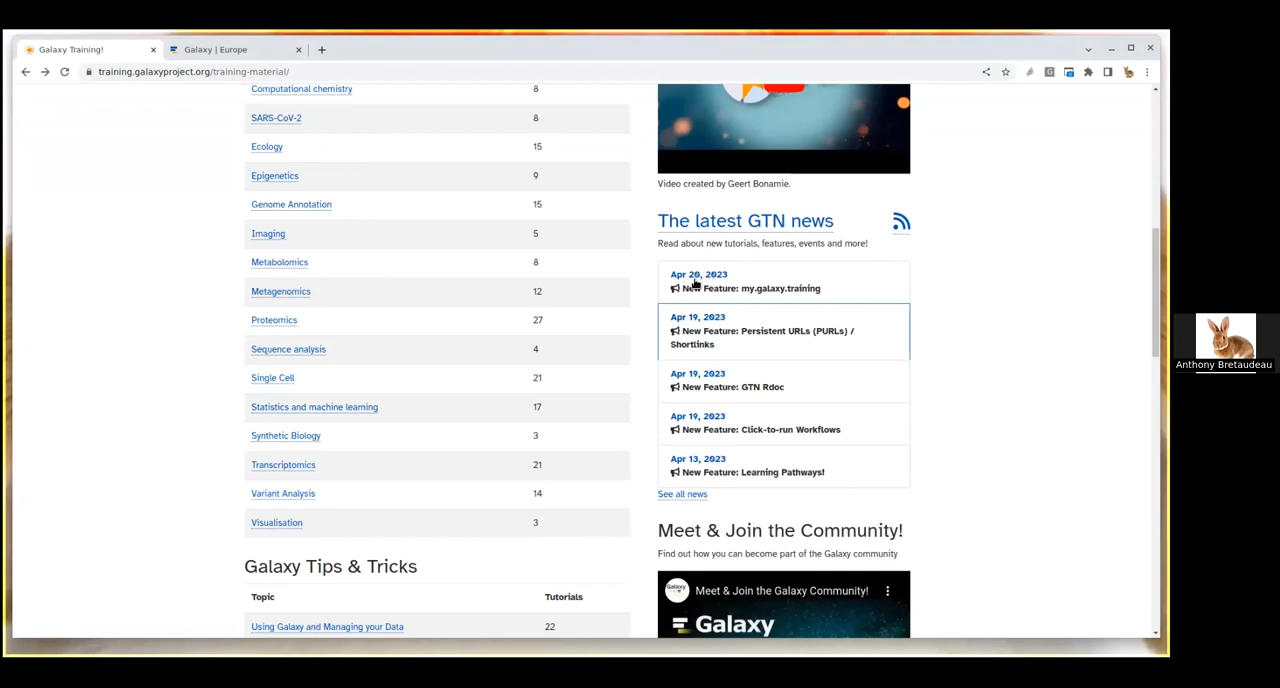 Galaxy Training!
Galaxy | Europe
training.galaxyproject.org/training-material/
Computational chemistry 8
SARS-CoV-2 8
Ecology 15
Epigenetics 9
Genome Annotation 15
Imaging 5
Metabolomics 8
Metagenomics 12
Proteomics 27
Sequence analysis 4
Single Cell 21
Statistics and machine learning 17
Synthetic Biology 3
Transcriptomics 21
Variant Analysis 14
Visualisation 3
Galaxy Tips & Tricks
Topic Tutorials
Using Galaxy and Managing your Data 22
Video created by Geert Bonamie.
The latest GTN news
Read about new tutorials, features, events and more!
Apr 20, 2023
New Feature: my.galaxy.training
Apr 19, 2023
New Feature: Persistent URLs (PURLs) /
Shortlinks
Apr 19, 2023
New Feature: GTN Rdoc
Apr 19, 2023
New Feature: Click-to-run Workflows
Apr 13, 2023
New Feature: Learning Pathways!
See all news
Meet & Join the Community!
Find out how you can become part of the Galaxy community
Meet & Join the Galaxy Community!
Galaxy
Anthony Bretaudeau